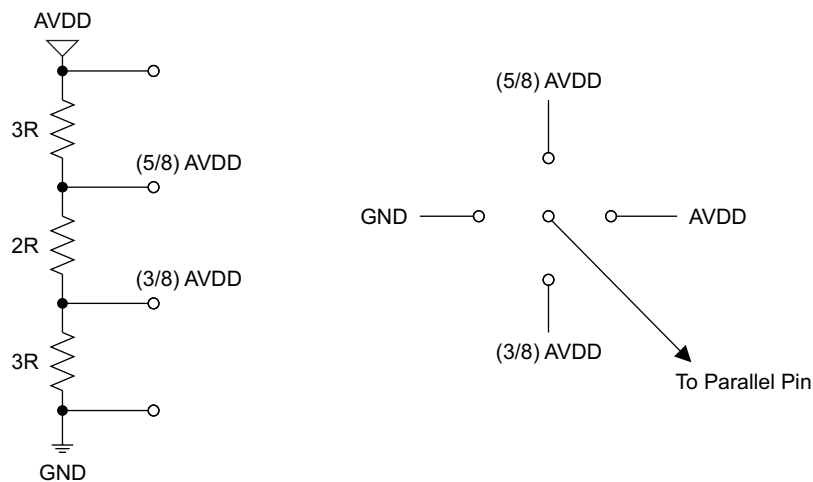 AVDD
3R
(5/8) AVDD
2R
(3/8) AVDD
3R
GND
(5/8) AVDD
GND
AVDD
(3/8) AVDD
To Parallel Pin